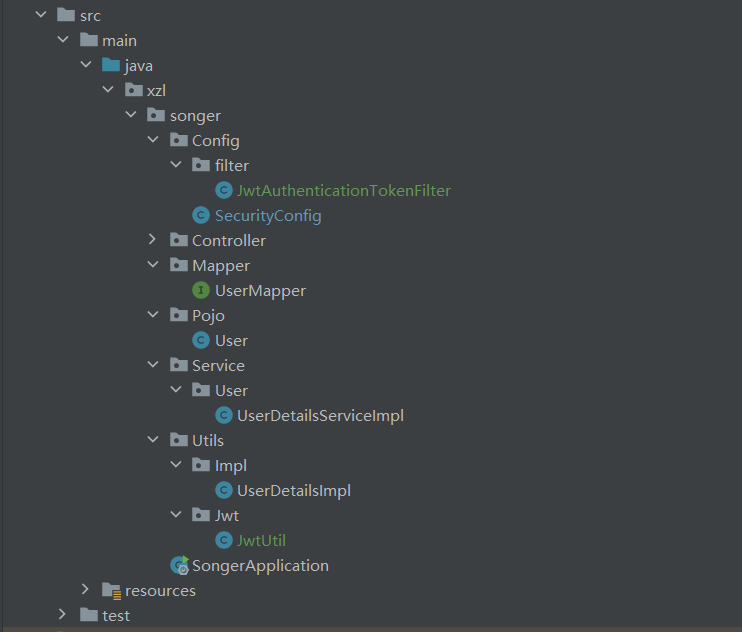 src
main
java
xzl
songer
Config
filter
JwtAuthenticationTokenFilter
SecurityConfig
Controller
Mapper
UserMapper
Pojo
User
Service
User
UserDetailsServiceImpl
Utils
Impl
UserDetailsImpl
Jwt
JwtUtil
SongerApplication
resources
test